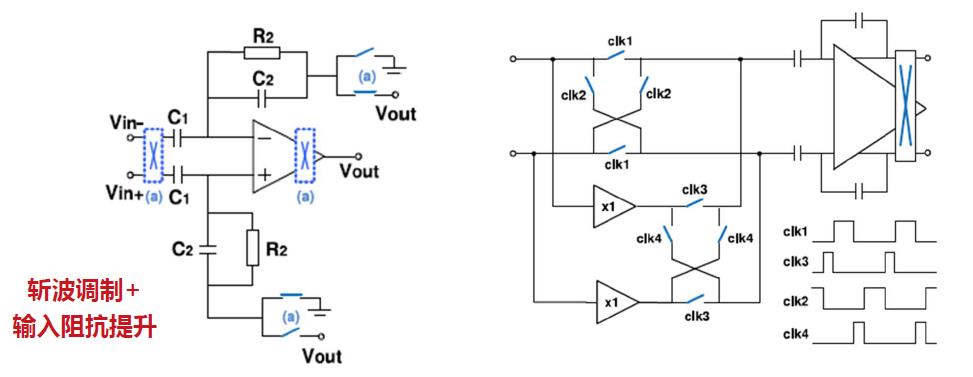 R2
C2
(a)
Vout
Vin-
C1
Vin+
(a)
C1
(a)
Vout
C2
R2
(a)
Vout
斩波调制+
输入阻抗提升
clk1
clk2
clk2
clk1
x1
clk3
clk4
clk4
x1
clk3
clk1
clk3
clk2
clk4